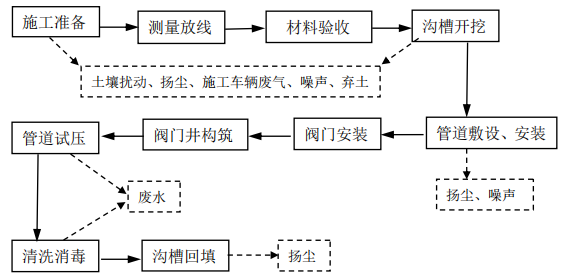 施工准备
测量放线
材料验收
沟槽开挖
土壤扰动、扬尘、施工车辆废气、噪声、弃土
管道试压
阀门井构筑
阀门安装
管道敷设、安装
废水
扬尘、噪声
清洗消毒
沟槽回填
扬尘